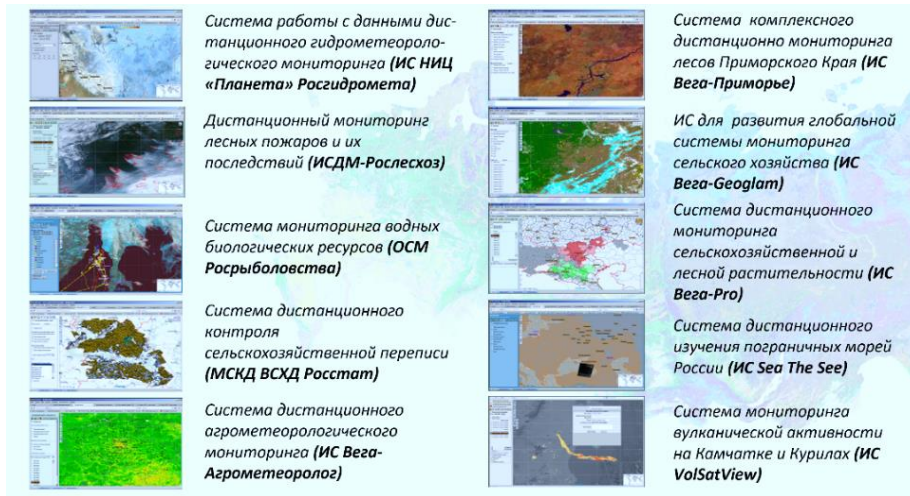 Система работы с данными дис-
танционного гидрометеороло-
гического мониторинга (ИС НИЦ
«Планета» Росгидромета)
Дистанционный мониторинг
лесных пожаров и их
последствий (ИСДМ-Рослесхоз)
Система мониторинга водных
биологических ресурсов (ОСМ
Росрыболовства)
Система дистанционного
контроля
сельскохозяйственной переписи
(МСКД ВСХД Росстат)
Система дистанционного
агрометеорологического
мониторинга (ИС Вега-
Агрометеоролог)
Система комплексного
дистанционно мониторинга
лесов Приморского Края (ИС
Вега-Приморье)
ИС для развития глобальной
системы мониторинга
сельского хозяйства (ИС
Вега-Geoglam)
Система дистанционного
мониторинга
сельскохозяйственной и
лесной растительности (ИС
Вега-Pro)
Система дистанционного
изучения пограничных морей
России (ИС Sea The See)
Система мониторинга
вулканической активности
на Камчатке и Курилах (ИС
VolSatView)